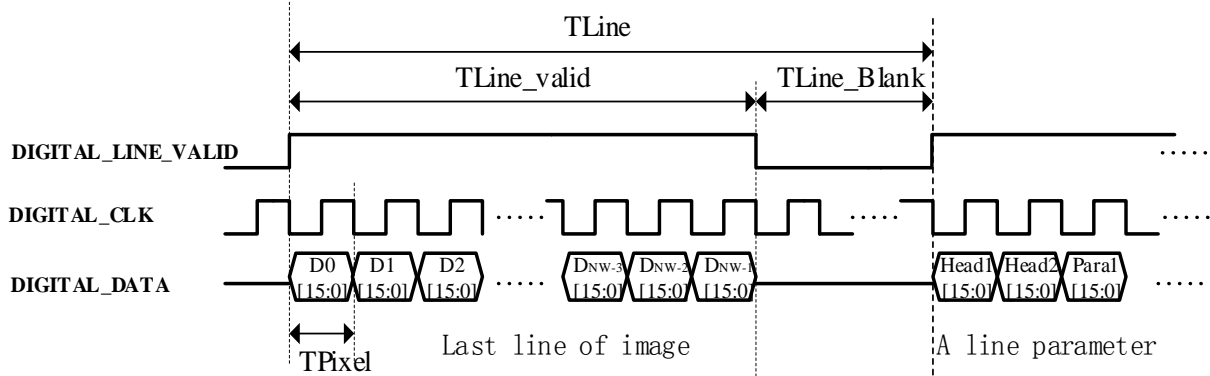 TLine
TLine_valid TLine_Blank
DIGITAL_LINE_VALID .....
DIGITAL_CLK ..... ..... .....
D0 D1 D2 DNW-3 DNW-2 DNW-1 Head1 Head2 Para1
DIGITAL_DATA [15:0] [15:0] [15:0] ..... [15:0] [15:0] [15:0] [15:0] [15:0] [15:0] .....
TPixel Last line of image A line parameter